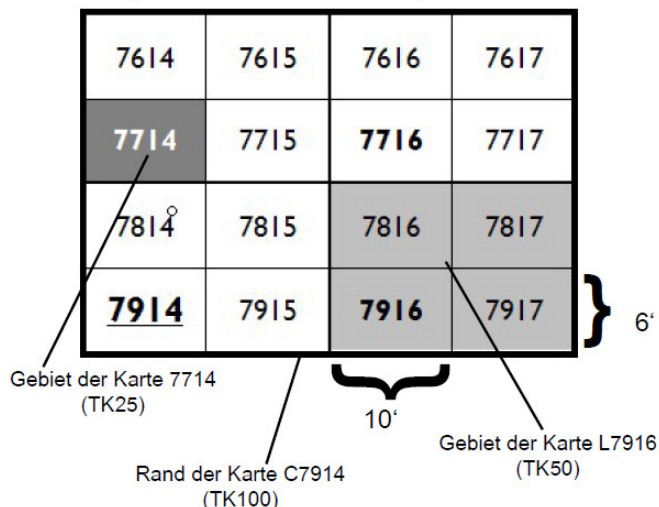 7614 7615 7616 7617
7714 7715 7716 7717
7814 7815 7816 7817
7914 7915 7916 7917
6‘
10‘
Gebiet der Karte 7714
(TK25)
Gebiet der Karte L7916
(TK50)
Rand der Karte C7914
(TK100)